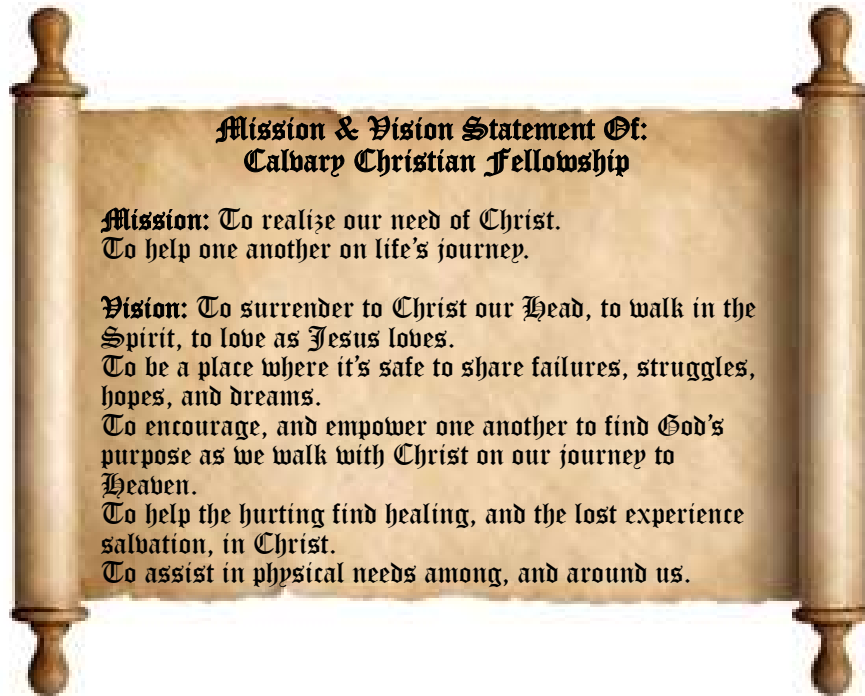 Mission & Vision Statement Of:
Calvary Christian Fellowship
Mission: To realize our need of Christ.
To help one another on life's journey.
Vision: To surrender to Christ our Head, to walk in the
Spirit, to love as Jesus loves.
To be a place where it's safe to share failures, struggles,
hopes, and dreams.
To encourage, and empower one another to find God's
purpose as we walk with Christ on our journey to
Heaven.
To help the hurting find healing, and the lost experience
salvation, in Christ.
To assist in physical needs among, and around us.